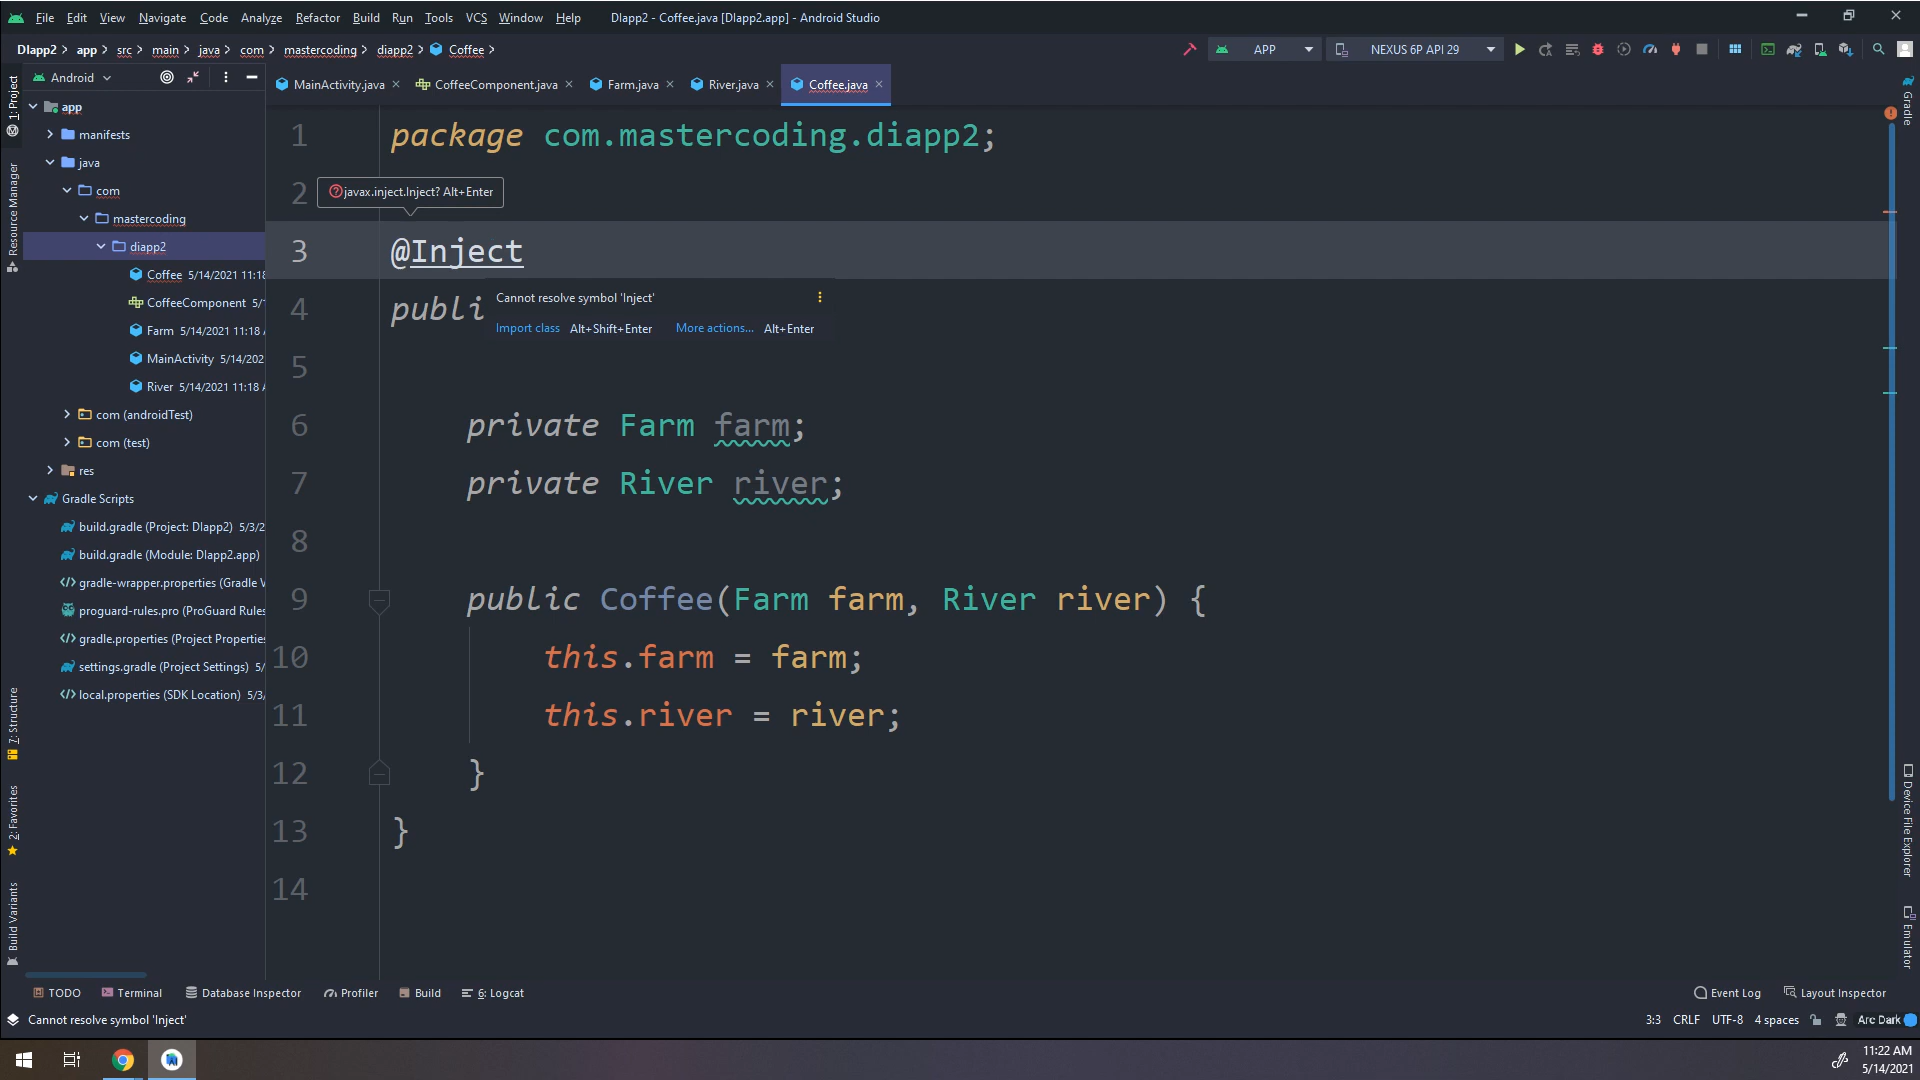 File Edit View Navigate Code Analyze Refactor Build Run Tools VCS Window Help DIapp2 - Coffee.java [DIapp2.app] - Android Studio
DIapp2 app src main java com mastercoding diapp2 Coffee APP NEXUS 6P API 29
Android
MainActivity.java CoffeeComponent.java Farm.java River.java Coffee.java
1: Project
Resource Manager
7: Structure
2: Favorites
Build Variants
app
manifests
java
com
mastercoding
diapp2
Coffee 5/14/2021 11:18
CoffeeComponent 5/1
Farm 5/14/2021 11:18 A
MainActivity 5/14/202
River 5/14/2021 11:18 A
com (androidTest)
com (test)
res
Gradle Scripts
build.gradle (Project: DIapp2) 5/3/2
build.gradle (Module: DIapp2.app)
gradle-wrapper.properties (Gradle V
proguard-rules.pro (ProGuard Rules
gradle.properties (Project Properties
settings.gradle (Project Settings) 5/
local.properties (SDK Location) 5/3/
1 package com.mastercoding.diapp2;
2
javax.inject.Inject? Alt+Enter
3 @Inject
4 publi
Cannot resolve symbol 'Inject'
Import class Alt+Shift+Enter More actions... Alt+Enter
5
6 private Farm farm;
7 private River river;
8
9 public Coffee(Farm farm, River river) {
10 this.farm = farm;
11 this.river = river;
12 }
13 }
14
Gradle
Device File Explorer
Emulator
TODO Terminal Database Inspector Profiler Build 6: Logcat Event Log Layout Inspector
Cannot resolve symbol 'Inject' 3:3 CRLF UTF-8 4 spaces Arc Dark
11:22 AM
5/14/2021